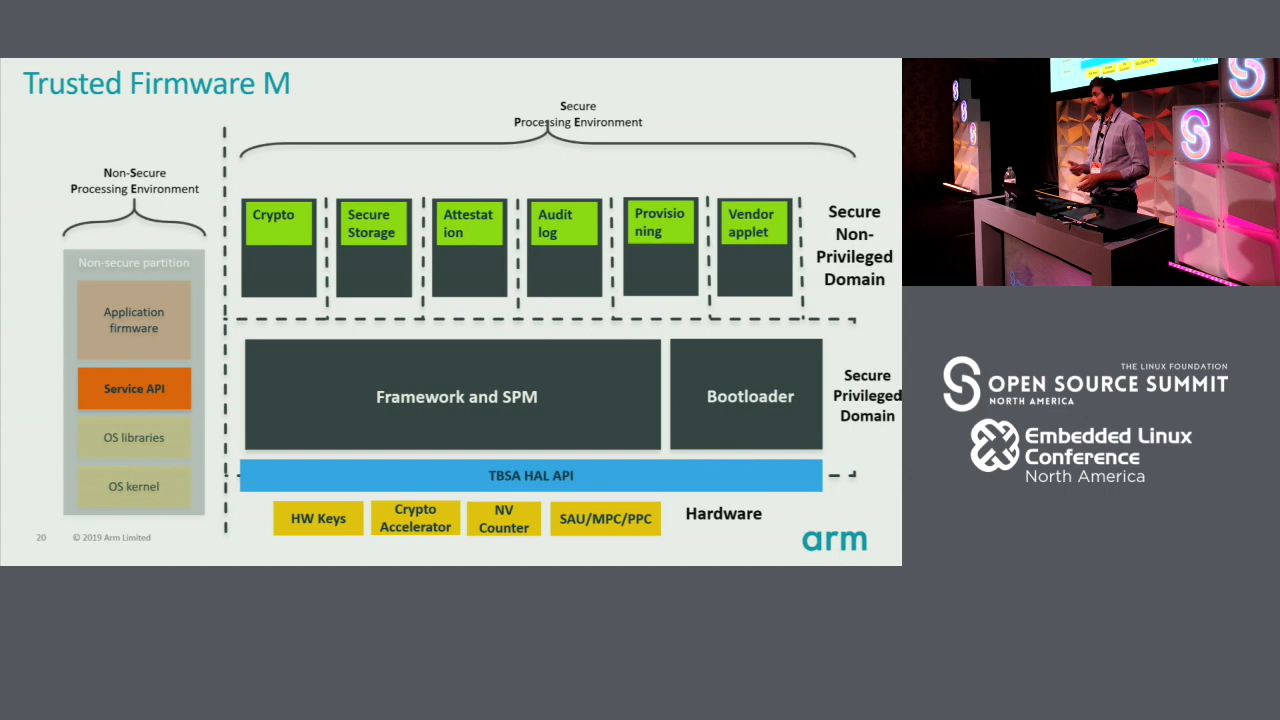 Trusted Firmware M
Secure
Processing Environment
Non-Secure
Processing Environment
Non-secure partition
Application
firmware
Service API
OS libraries
OS kernel
Crypto
Secure
Storage
Attestat
ion
Audit
log
Provisio
ning
Vendor
applet
Secure
Non-
Privileged
Domain
Framework and SPM
Bootloader
Secure
Privileged
Domain
TBSA HAL API
HW Keys
Crypto
Accelerator
NV
Counter
SAU/MPC/PPC
Hardware
20 © 2019 Arm Limited
arm
THE LINUX FOUNDATION
OPEN SOURCE SUMMIT
NORTH AMERICA
Embedded Linux
Conference
North America